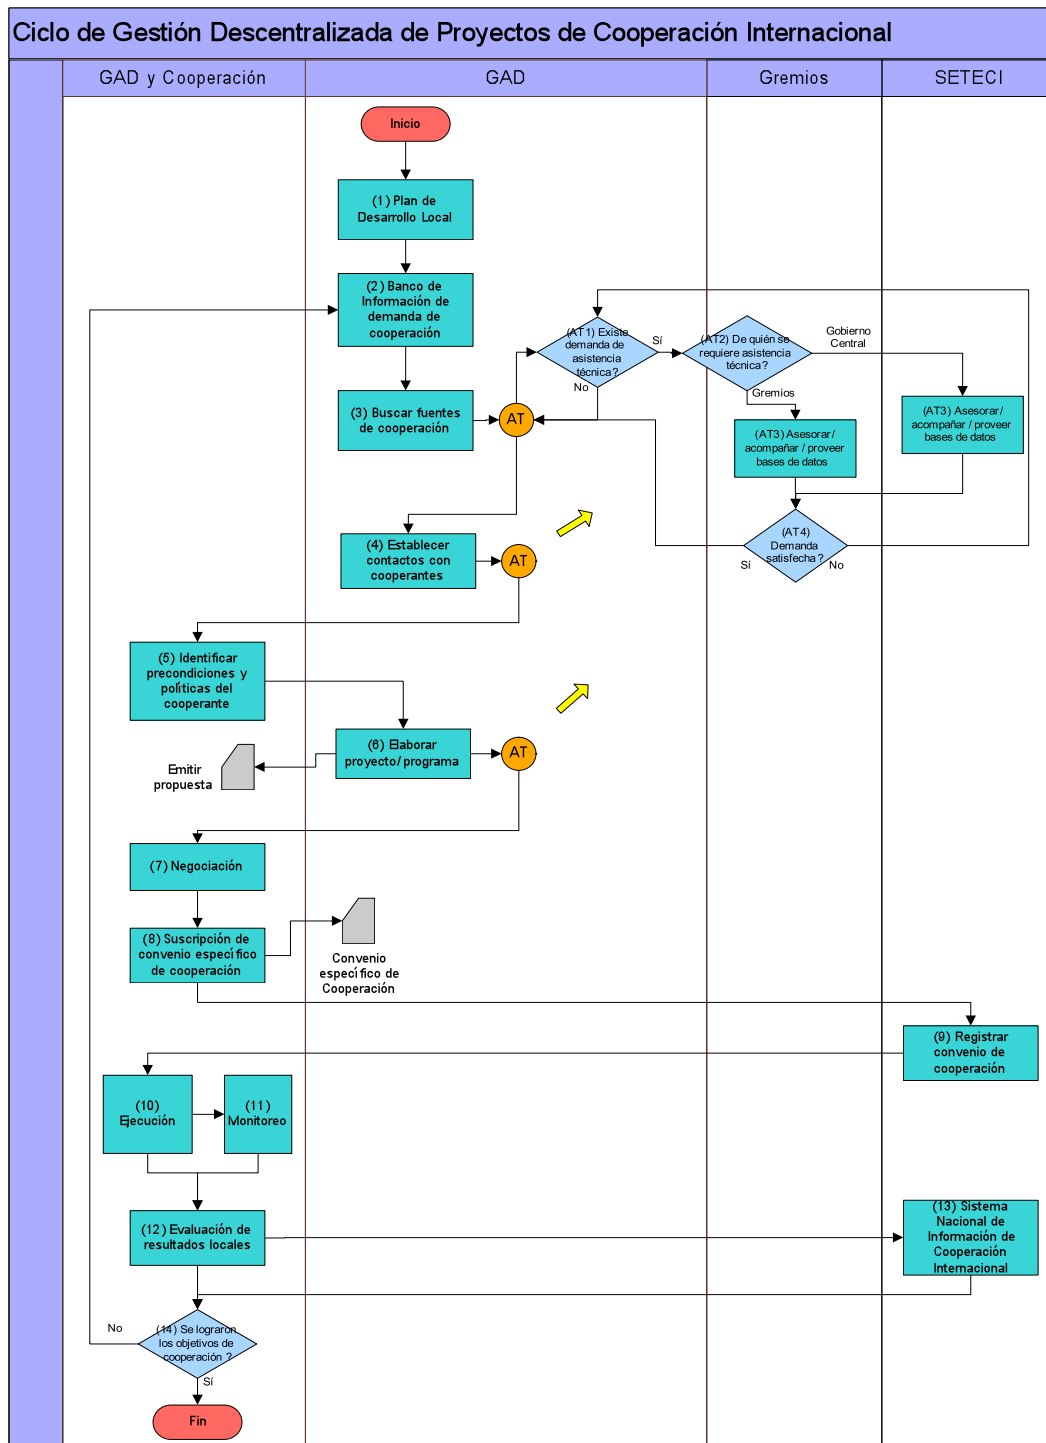 Ciclo de Gestión Descentralizada de Proyectos de Cooperación Internacional
GAD y Cooperación
GAD
Gremios
SETECI
Inicio
(1) Plan de
Desarrollo Local
(2) Banco de
Información de
demanda de
cooperación
(3) Buscar fuentes
de cooperación
AT
(AT1) Existe
demanda de
asistencia
técnica?
Sí
No
(AT2) De quién se
requiere asistencia
técnica?
Gobierno
Central
Gremios
(AT3) Asesorar/
acompañar / proveer
bases de datos
(AT3) Asesorar/
acompañar / proveer
bases de datos
(AT4)
Demanda
satisfecha?
Sí
No
(4) Establecer
contactos con
cooperantes
AT
(5) Identificar
precondiciones y
políticas del
cooperante
(6) Elaborar
proyecto/programa
AT
Emitir
propuesta
(7) Negociación
(8) Suscripción de
convenio específico
de cooperación
Convenio
específico de
Cooperación
(9) Registrar
convenio de
cooperación
(10)
Ejecución
(11)
Monitoreo
(12) Evaluación de
resultados locales
(13) Sistema
Nacional de
Información de
Cooperación
Internacional
(14) Se lograron
los objetivos de
cooperación ?
No
Sí
Fin